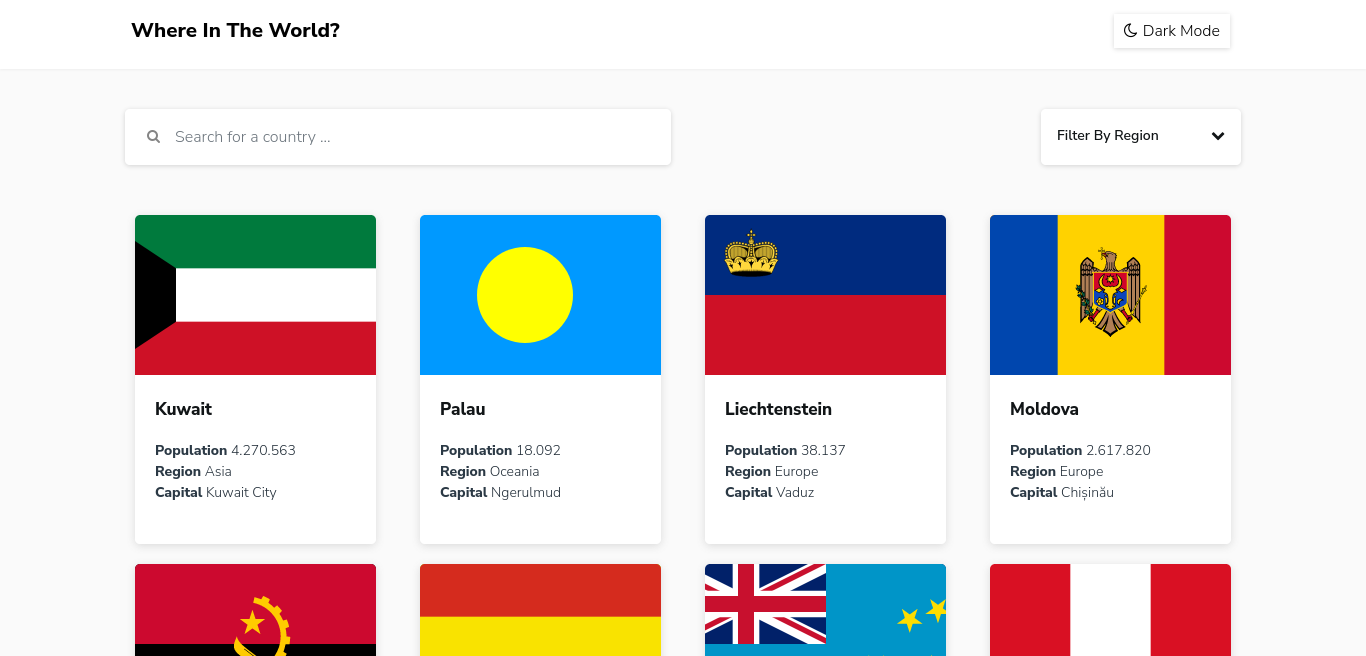 Where In The World?
Dark Mode
Search for a country ...
Filter By Region
Kuwait
Population 4.270.563
Region Asia
Capital Kuwait City
Palau
Population 18.092
Region Oceania
Capital Ngerulmud
Liechtenstein
Population 38.137
Region Europe
Capital Vaduz
Moldova
Population 2.617.820
Region Europe
Capital Chișinău